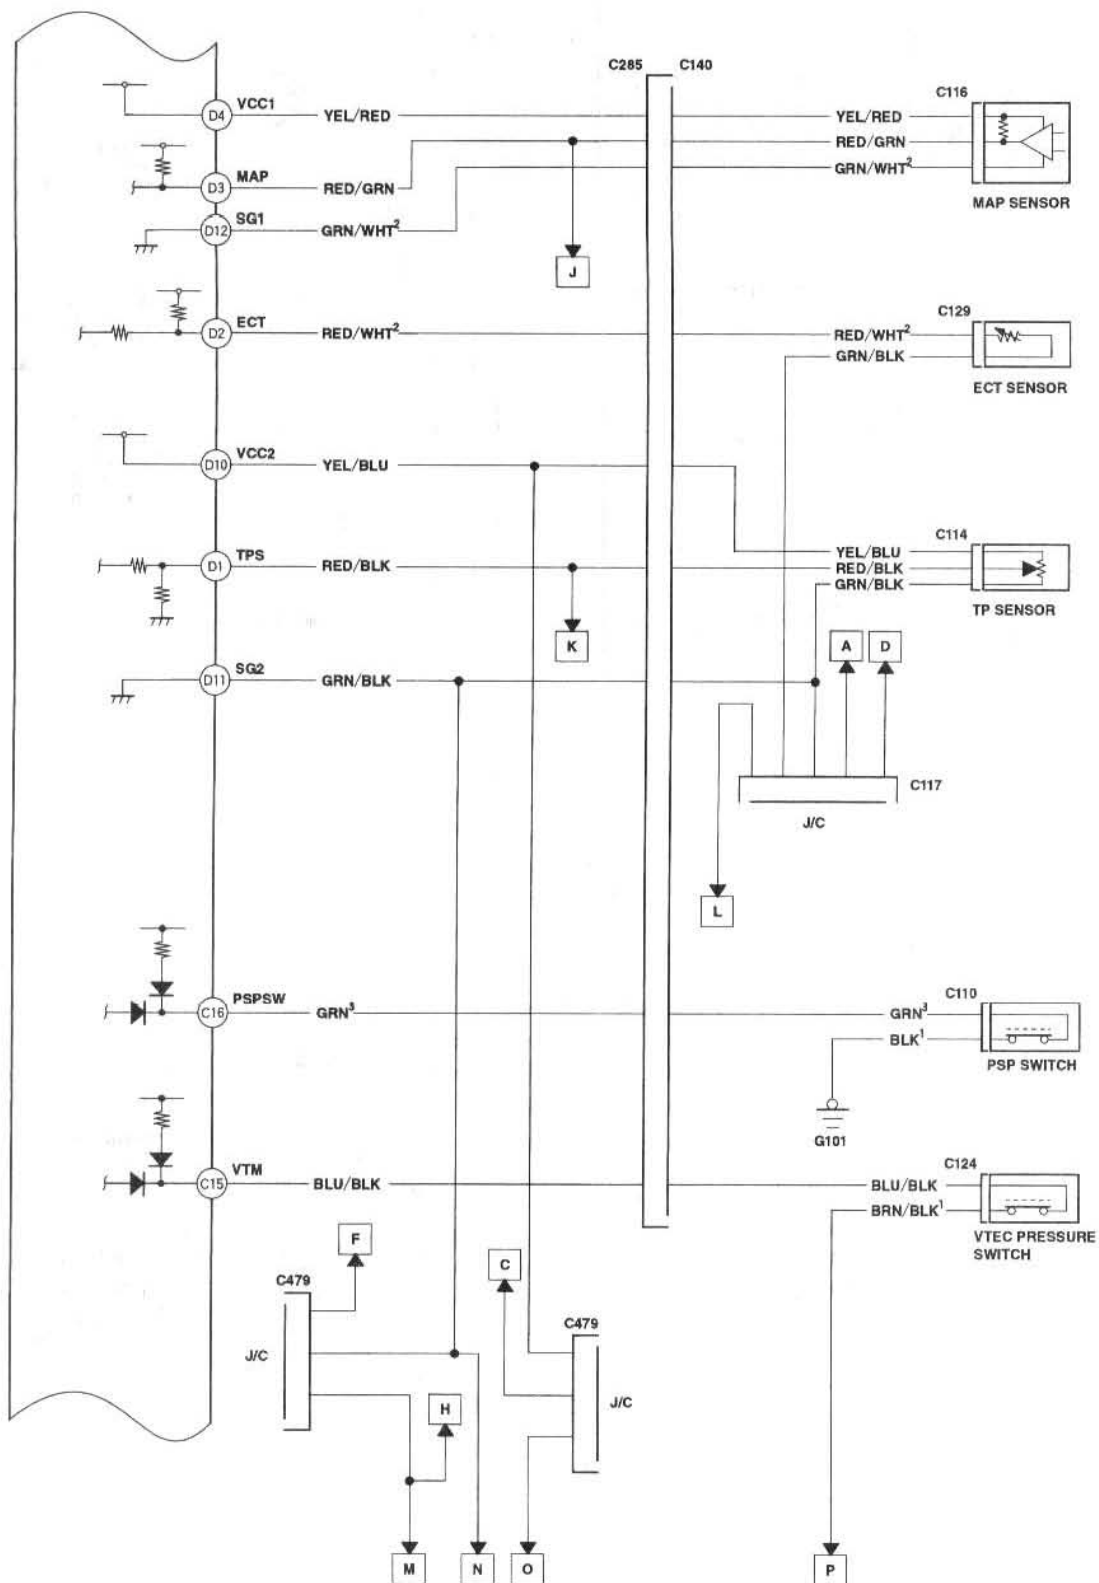 C285 C140
C116
D4 VCC1 YEL/RED YEL/RED
RED/GRN
D3 MAP RED/GRN GRN/WHT²
MAP SENSOR
D12 SG1 GRN/WHT²
J
C129
D2 ECT RED/WHT² RED/WHT²
GRN/BLK
ECT SENSOR
D10 VCC2 YEL/BLU
C114
YEL/BLU
D1 TPS RED/BLK RED/BLK
GRN/BLK
TP SENSOR
K A D
D11 SG2 GRN/BLK
C117
J/C
L
C110
C16 PSPSW GRN³ GRN³
BLK¹
PSP SWITCH
G101
C124
C15 VTM BLU/BLK BLU/BLK
BRN/BLK¹
VTEC PRESSURE
SWITCH
F
C
C479
C479
J/C
H
J/C
M N O P